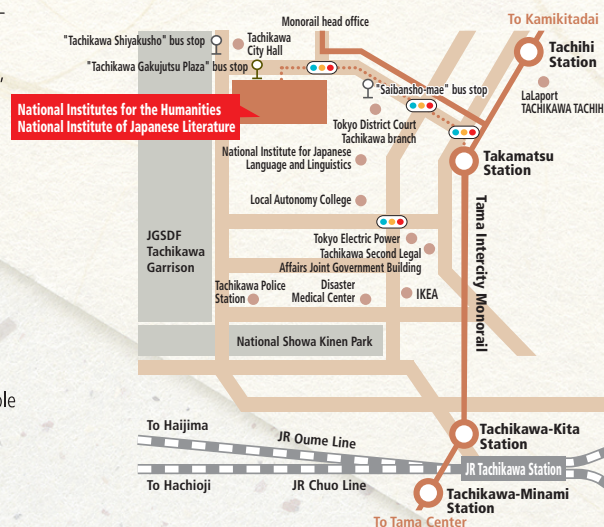 To Kamikitadai
Monorail head office
"Tachikawa Shiyakusho" bus stop
Tachikawa
City Hall
Tachihi
Station
"Tachikawa Gakujutsu Plaza" bus stop
"Saibansho-mae" bus stop
LaLaport
TACHIKAWA TACHIH
National Institutes for the Humanities
National Institute of Japanese Literature
Tokyo District Court
Tachikawa branch
National Institute for Japanese
Language and Linguistics
Takamatsu
Station
Local Autonomy College
Tama Intercity Monorail
JGSDF
Tachikawa
Garrison
Tokyo Electric Power
Tachikawa Second Legal
Affairs Joint Government Building
Tachikawa Police
Station
Disaster
Medical Center
IKEA
National Showa Kinen Park
ple
To Haijima
JR Oume Line
Tachikawa-Kita
Station
JR Tachikawa Station
To Hachioji
JR Chuo Line
Tachikawa-Minami
Station
To Tama Center